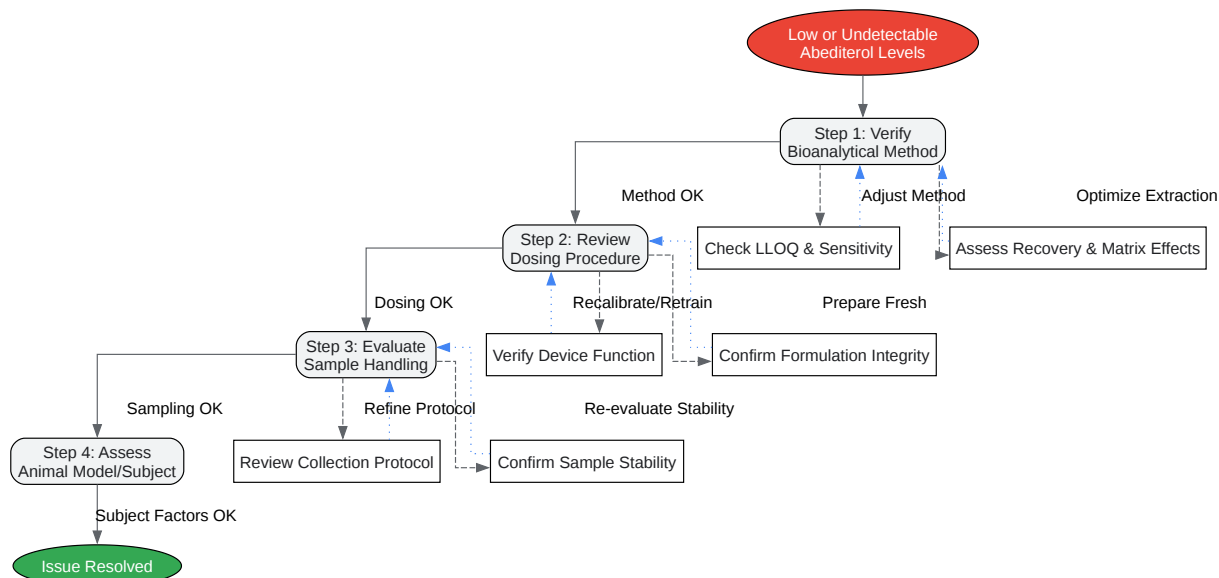 Low or Undetectable
Abediterol Levels
Step 1: Verify
Bioanalytical Method
Method OK
Adjust Method
Optimize Extraction
Step 2: Review
Dosing Procedure
Check LLOQ & Sensitivity
Assess Recovery & Matrix Effects
Dosing OK
Recalibrate/Retrain
Prepare Fresh
Step 3: Evaluate
Sample Handling
Verify Device Function
Confirm Formulation Integrity
Sampling OK
Refine Protocol
Re-evaluate Stability
Step 4: Assess
Animal Model/Subject
Review Collection Protocol
Confirm Sample Stability
Subject Factors OK
Issue Resolved